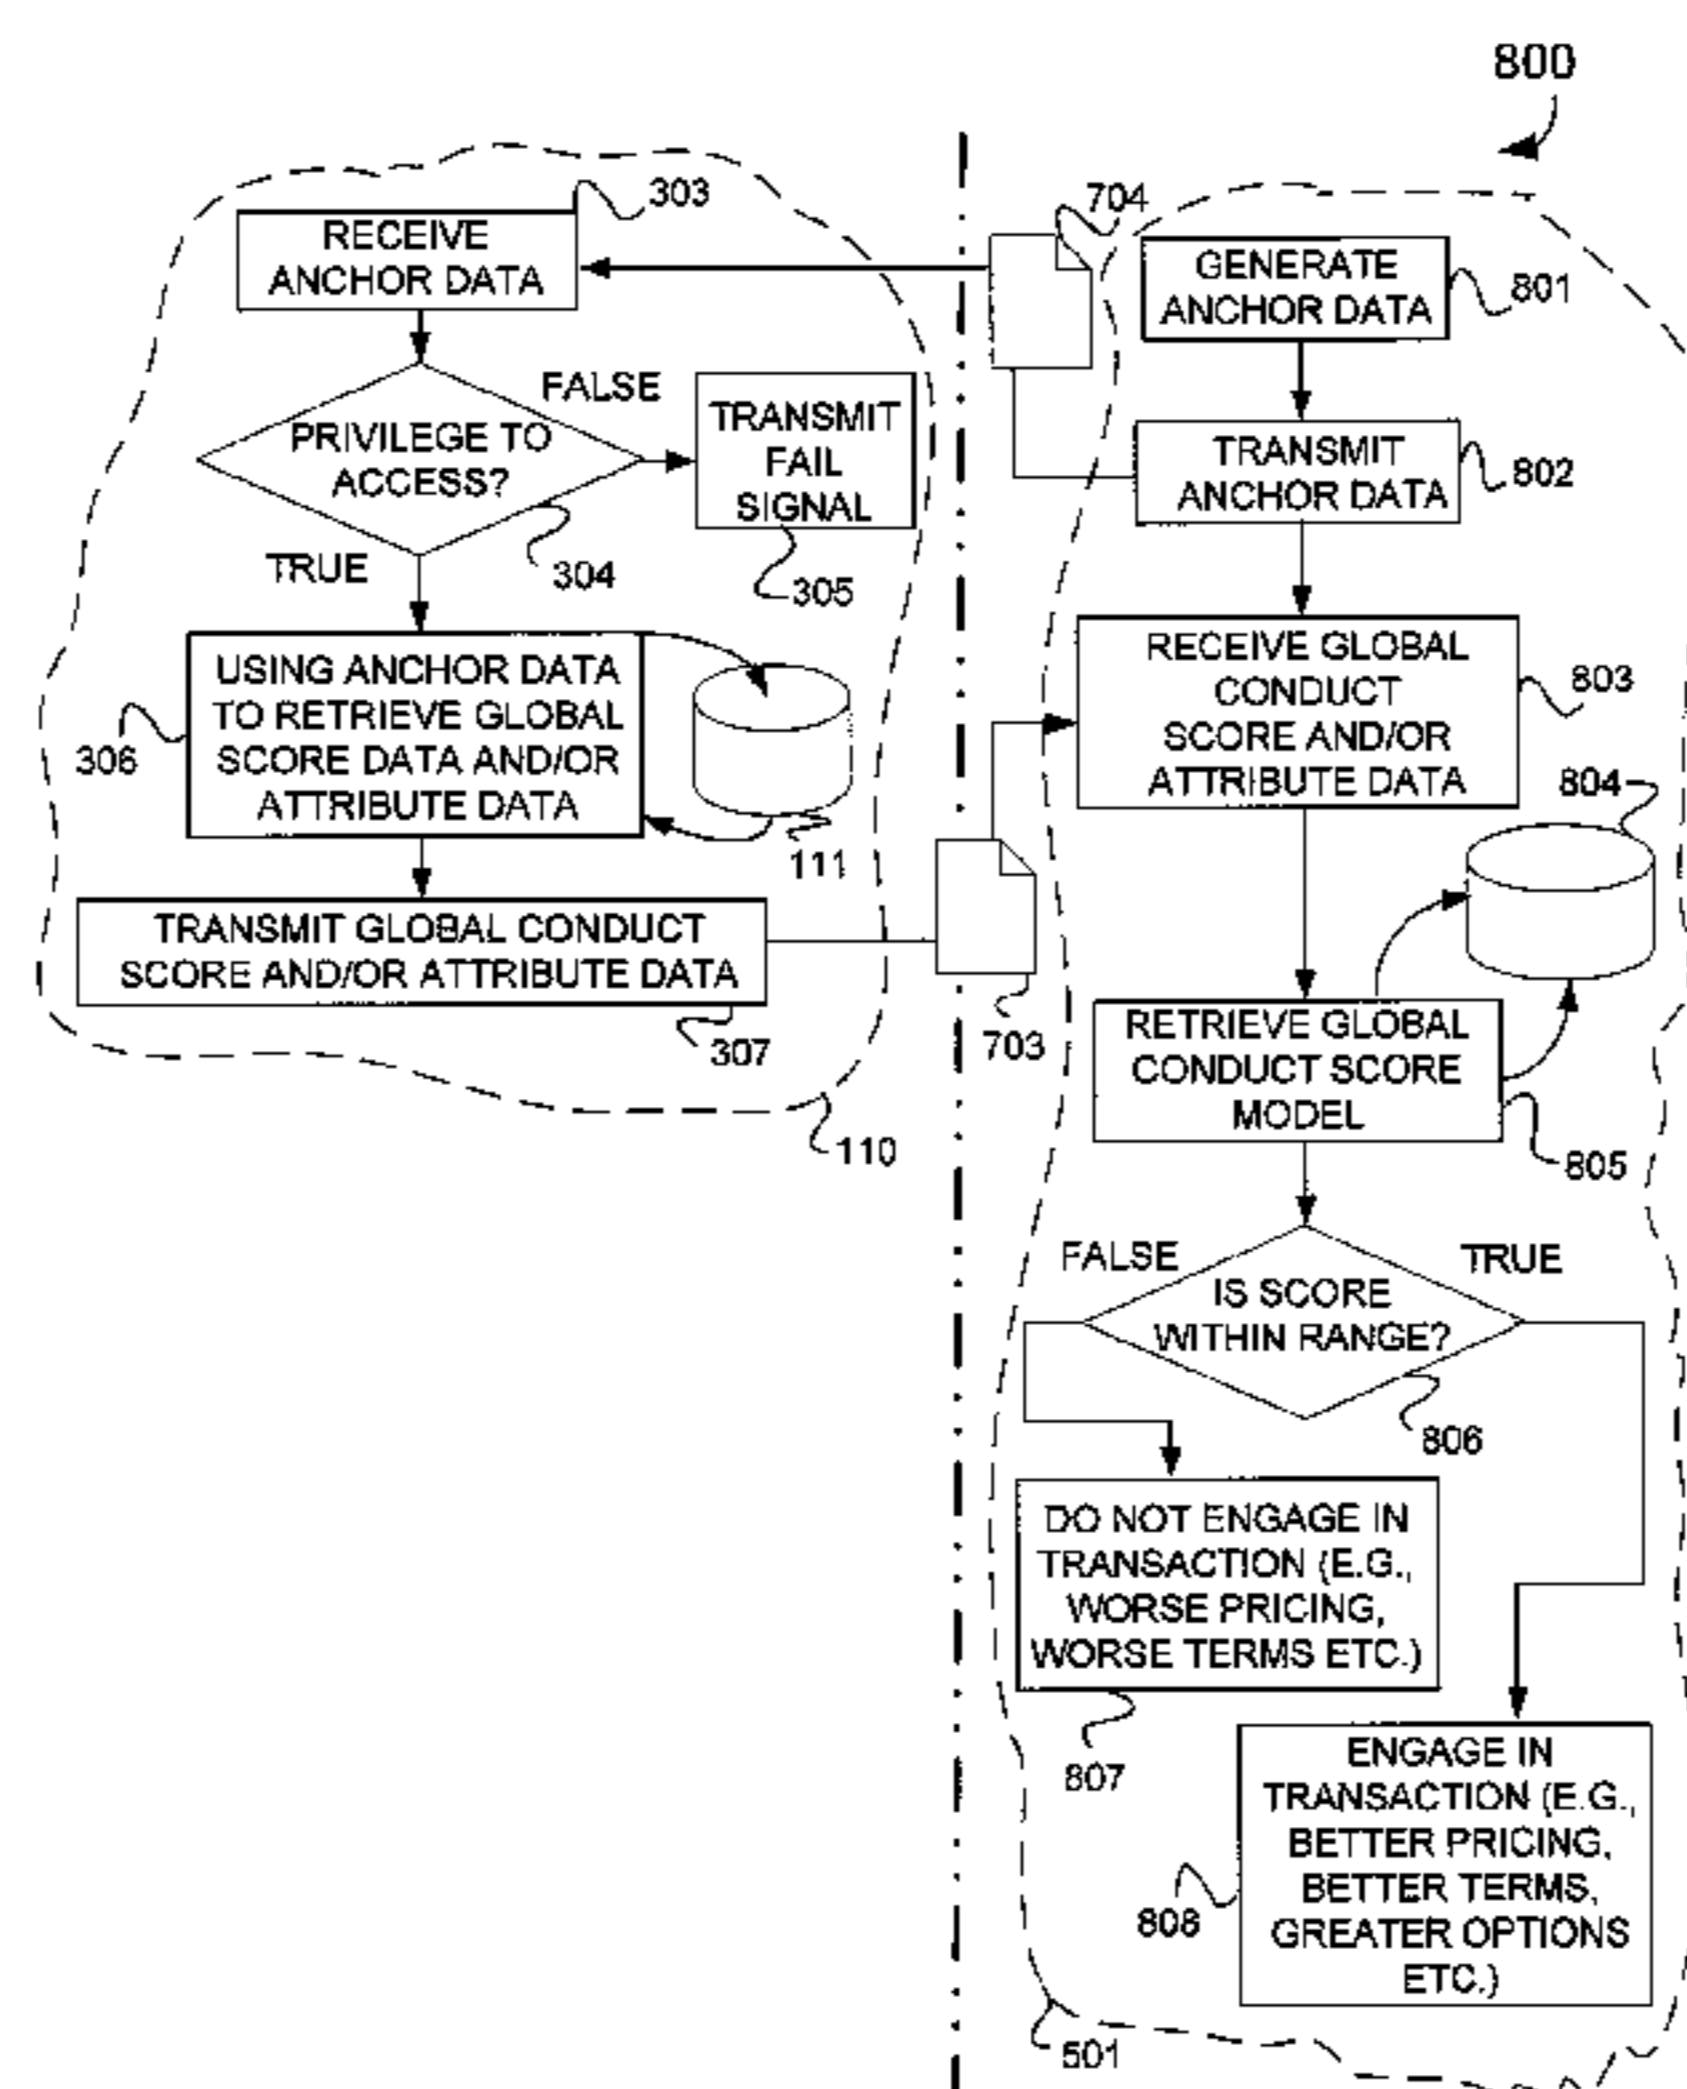 800
303
RECEIVE
ANCHOR DATA
704
GENERATE
ANCHOR DATA
801
FALSE
PRIVILEGE TO
ACCESS?
TRANSMIT
FAIL
SIGNAL
TRANSMIT
ANCHOR DATA
802
TRUE
304
305
USING ANCHOR DATA
TO RETRIEVE GLOBAL
SCORE DATA AND/OR
ATTRIBUTE DATA
306
111
RECEIVE GLOBAL
CONDUCT
SCORE AND/OR
ATTRIBUTE DATA
803
804
TRANSMIT GLOBAL CONDUCT
SCORE AND/OR ATTRIBUTE DATA
307
703
110
RETRIEVE GLOBAL
CONDUCT SCORE
MODEL
805
FALSE
TRUE
IS SCORE
WITHIN RANGE?
806
DO NOT ENGAGE IN
TRANSACTION (E.G.,
WORSE PRICING,
WORSE TERMS ETC.)
807
ENGAGE IN
TRANSACTION (E.G.,
BETTER PRICING,
BETTER TERMS,
GREATER OPTIONS
ETC.)
808
501